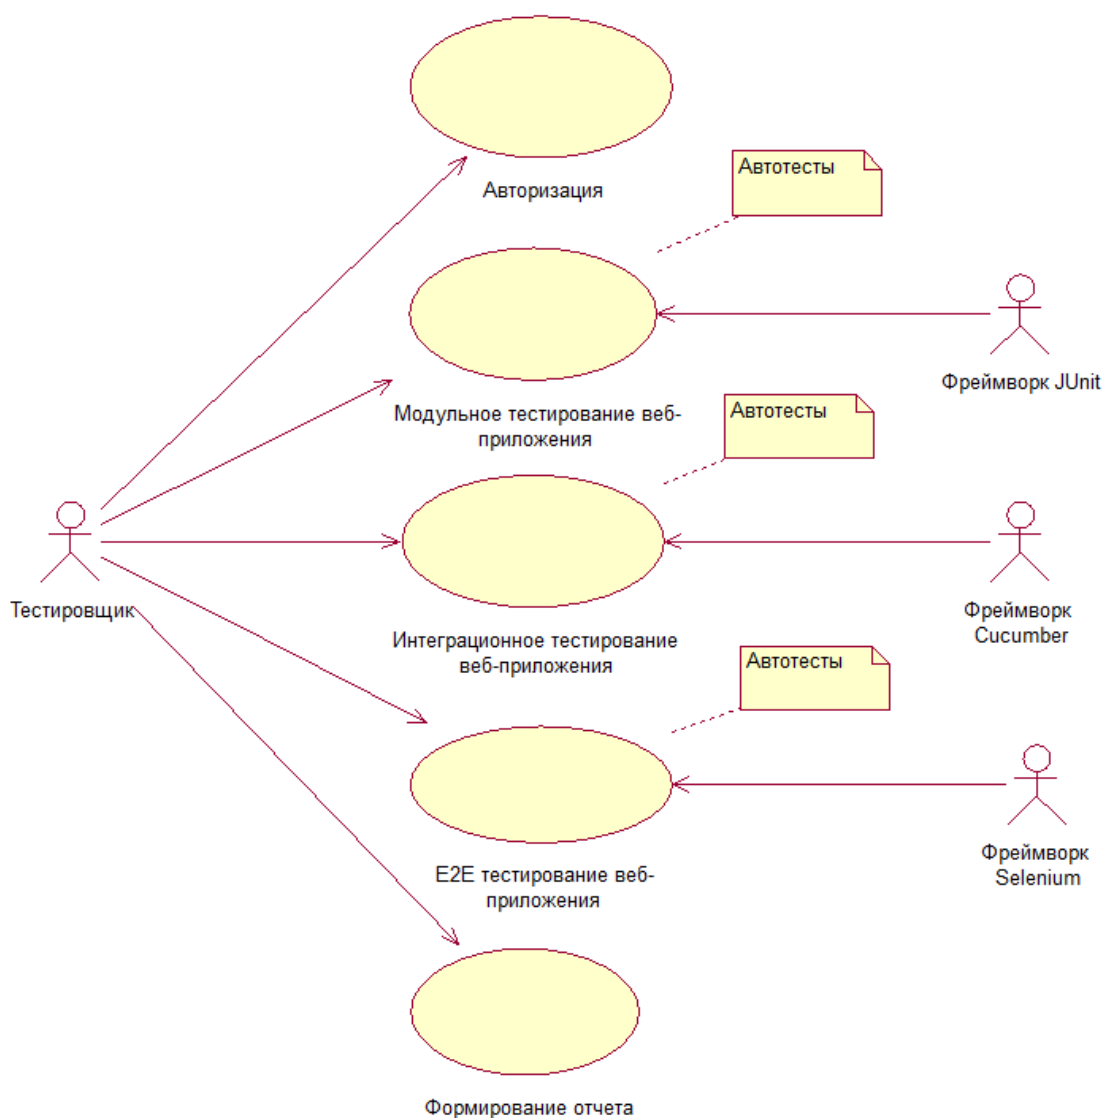 Авторизация
Автотесты
Фреймворк JUnit
Модульное тестирование веб-
приложения
Автотесты
Тестировщик
Фреймворк
Cucumber
Интеграционное тестирование
веб-приложения
Автотесты
Фреймворк
Selenium
E2E тестирование веб-
приложения
Формирование отчета